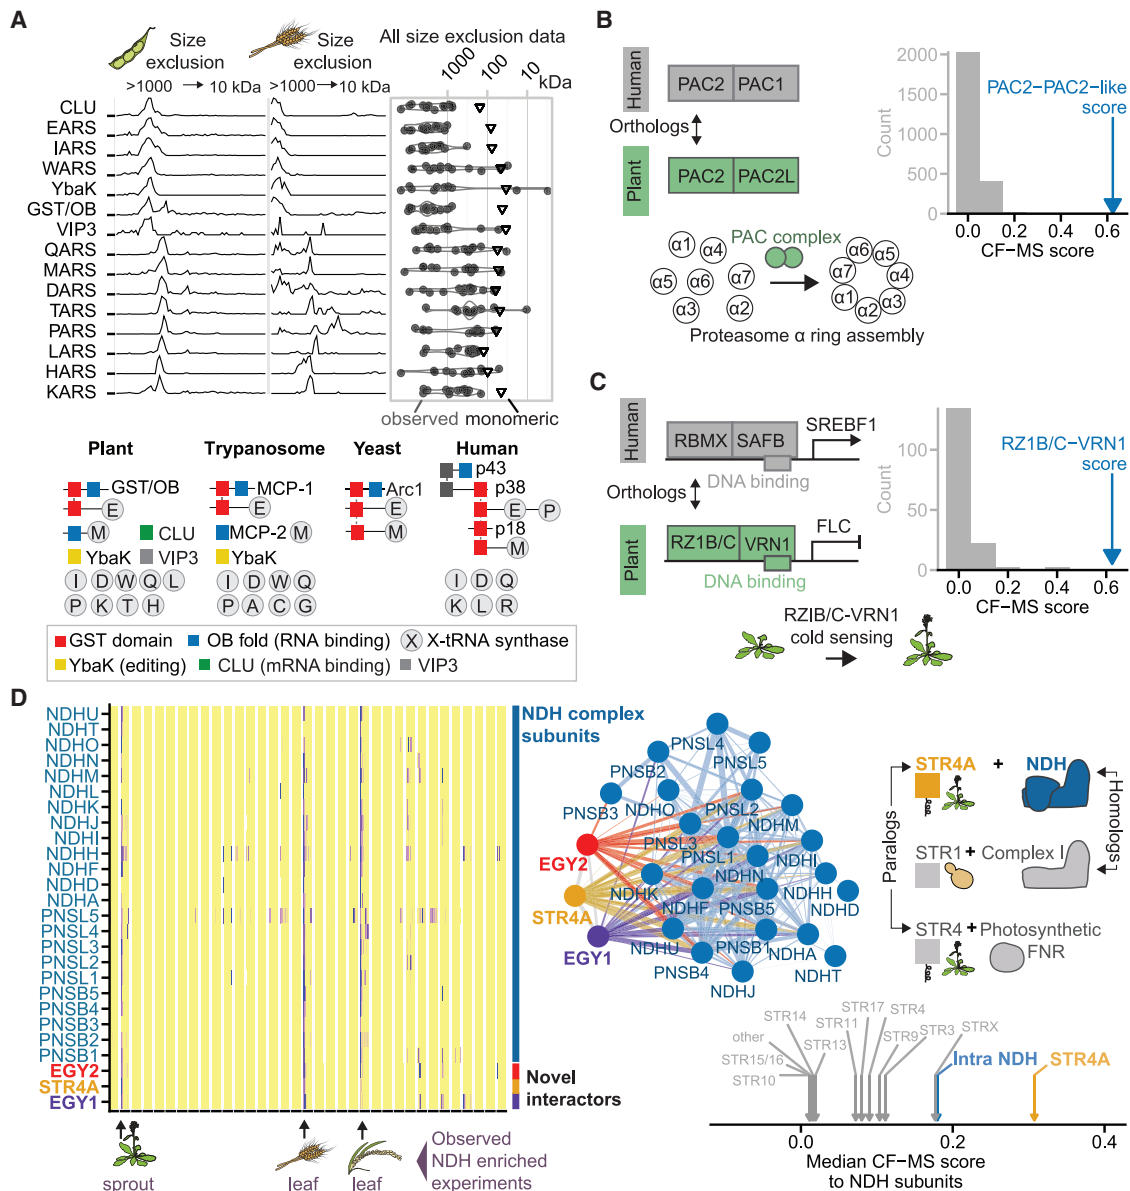 A
Size exclusion
>1000 → 10 kDa
Size exclusion
>1000 → 10 kDa
All size exclusion data
1000
100
10
kDa
CLU
EARS
IARS
WARS
YbaK
GST/OB
VIP3
QARS
MARS
DARS
TARS
PARS
LARS
HARS
KARS
observed monomeric
Plant
Trypanosome
Yeast
Human
GST/OB
E
M
CLU
YbaK
VIP3
I D W Q L
P K T H
MCP-1
E
MCP-2 M
YbaK
I D W Q
P A C G
Arc1
E
M
p43
p38
E P
p18
M
I D Q
K L R
GST domain
OB fold (RNA binding)
X X-tRNA synthase
YbaK (editing)
CLU (mRNA binding)
VIP3
B
Human
PAC2 PAC1
Orthologs
Plant
PAC2 PAC2L
PAC complex
α1 α4
α5 α6 α7
α3 α2
α6 α5
α7 α4
α1 α2 α3
Proteasome α ring assembly
2000
1500
1000
500
0
Count
PAC2−PAC2−like
score
0.0 0.2 0.4 0.6
CF−MS score
C
Human
RBMX SAFB
SREBF1
DNA binding
Orthologs
Plant
RZ1B/C VRN1
FLC
DNA binding
RZIB/C-VRN1
cold sensing
100
50
0
Count
RZ1B/C−VRN1
score
0.0 0.2 0.4 0.6
CF−MS score
D
NDHU
NDHT
NDHO
NDHN
NDHM
NDHL
NDHK
NDHJ
NDHI
NDHH
NDHF
NDHD
NDHA
PNSL5
PNSL4
PNSL3
PNSL2
PNSL1
PNSB5
PNSB4
PNSB3
PNSB2
PNSB1
EGY2
STR4A
EGY1
NDH complex
subunits
Novel
interactors
sprout
leaf
leaf
Observed
NDH enriched
experiments
PNSL4
PNSL5
PNSB2
PNSB3
NDHO
PNSL2
NDHM
PNSL3
PNSL1
NDHI
EGY2
NDHN
NDHK
NDHH
NDHD
STR4A
NDHF
PNSB5
EGY1
NDHU
PNSB1
NDHA
NDHT
PNSB4
NDHJ
STR4A + NDH
STR1 + Complex I
STR4 + Photosynthetic
FNR
Paralogs
Homologs
STR17
STR4
STR14
STR11
STR3
STRX
other
STR13
STR9
STR15/16
STR10
Intra NDH
STR4A
0.0 0.2 0.4
Median CF−MS score
to NDH subunits